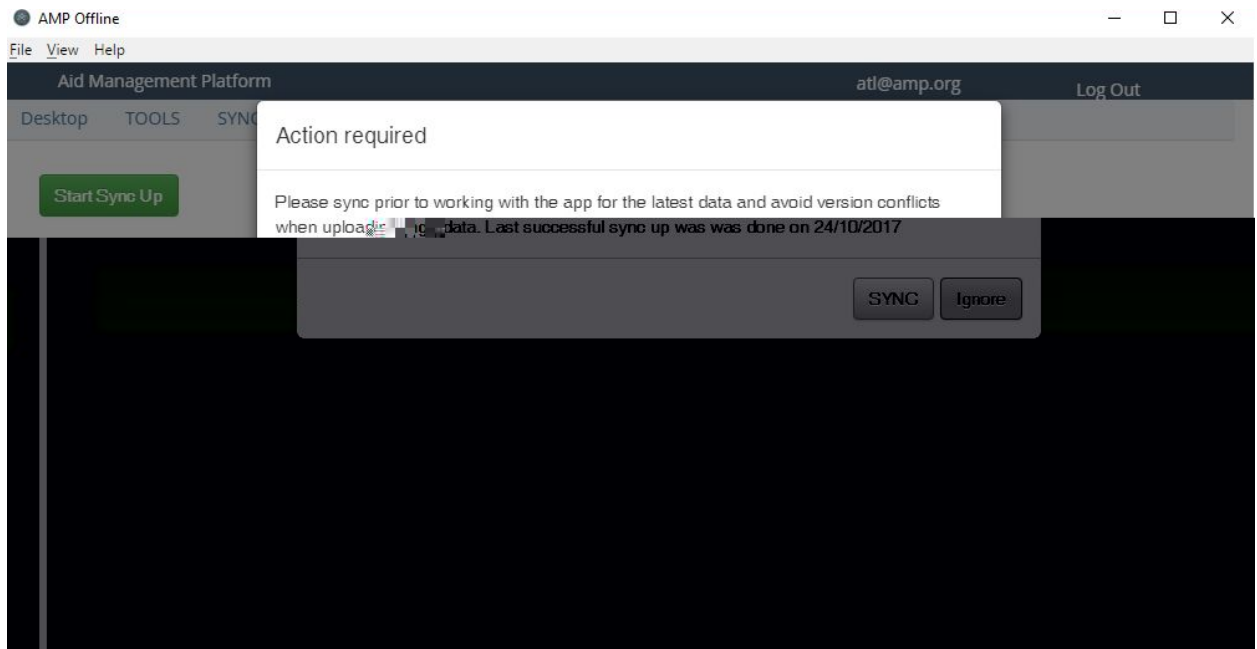 AMP Offline
File View Help
Aid Management Platform atl@amp.org Log Out
Desktop TOOLS SYNC
Action required
Start Sync Up
Please sync prior to working with the app for the latest data and avoid version conflicts
when data. Last successful sync up was was done on 24/10/2017
SYNC Ignore